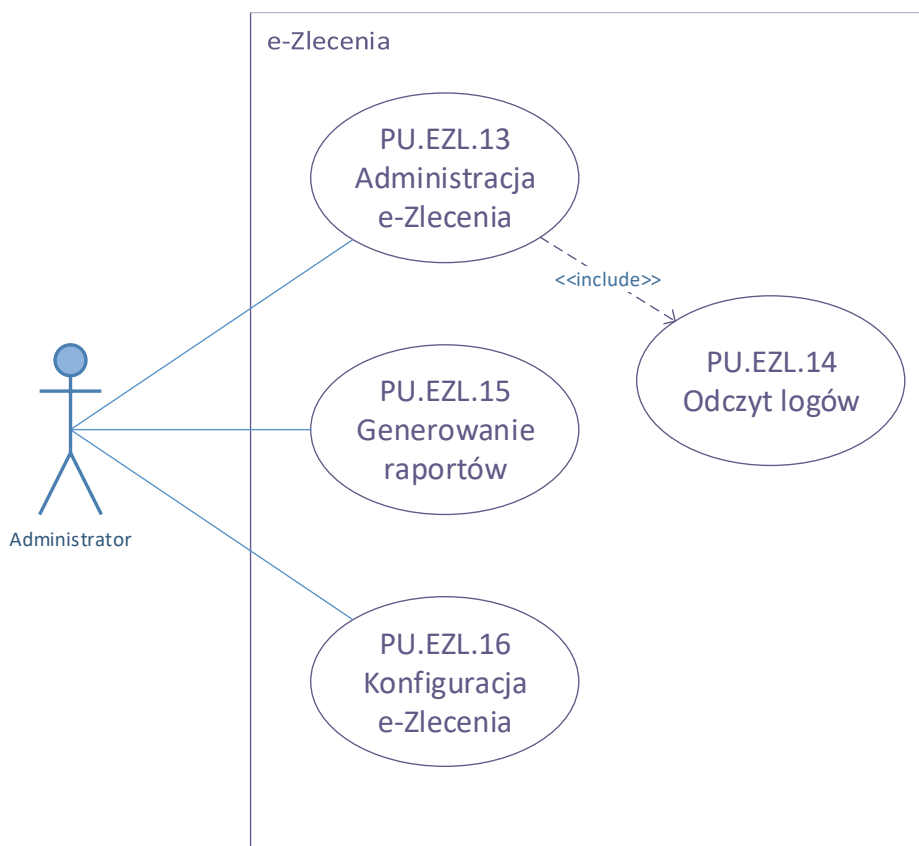 e-Zlecenia
PU.EZL.13
Administracja
e-Zlecenia
<<include>>
PU.EZL.14
Odczyt logów
PU.EZL.15
Generowanie
raportów
Administrator
PU.EZL.16
Konfiguracja
e-Zlecenia